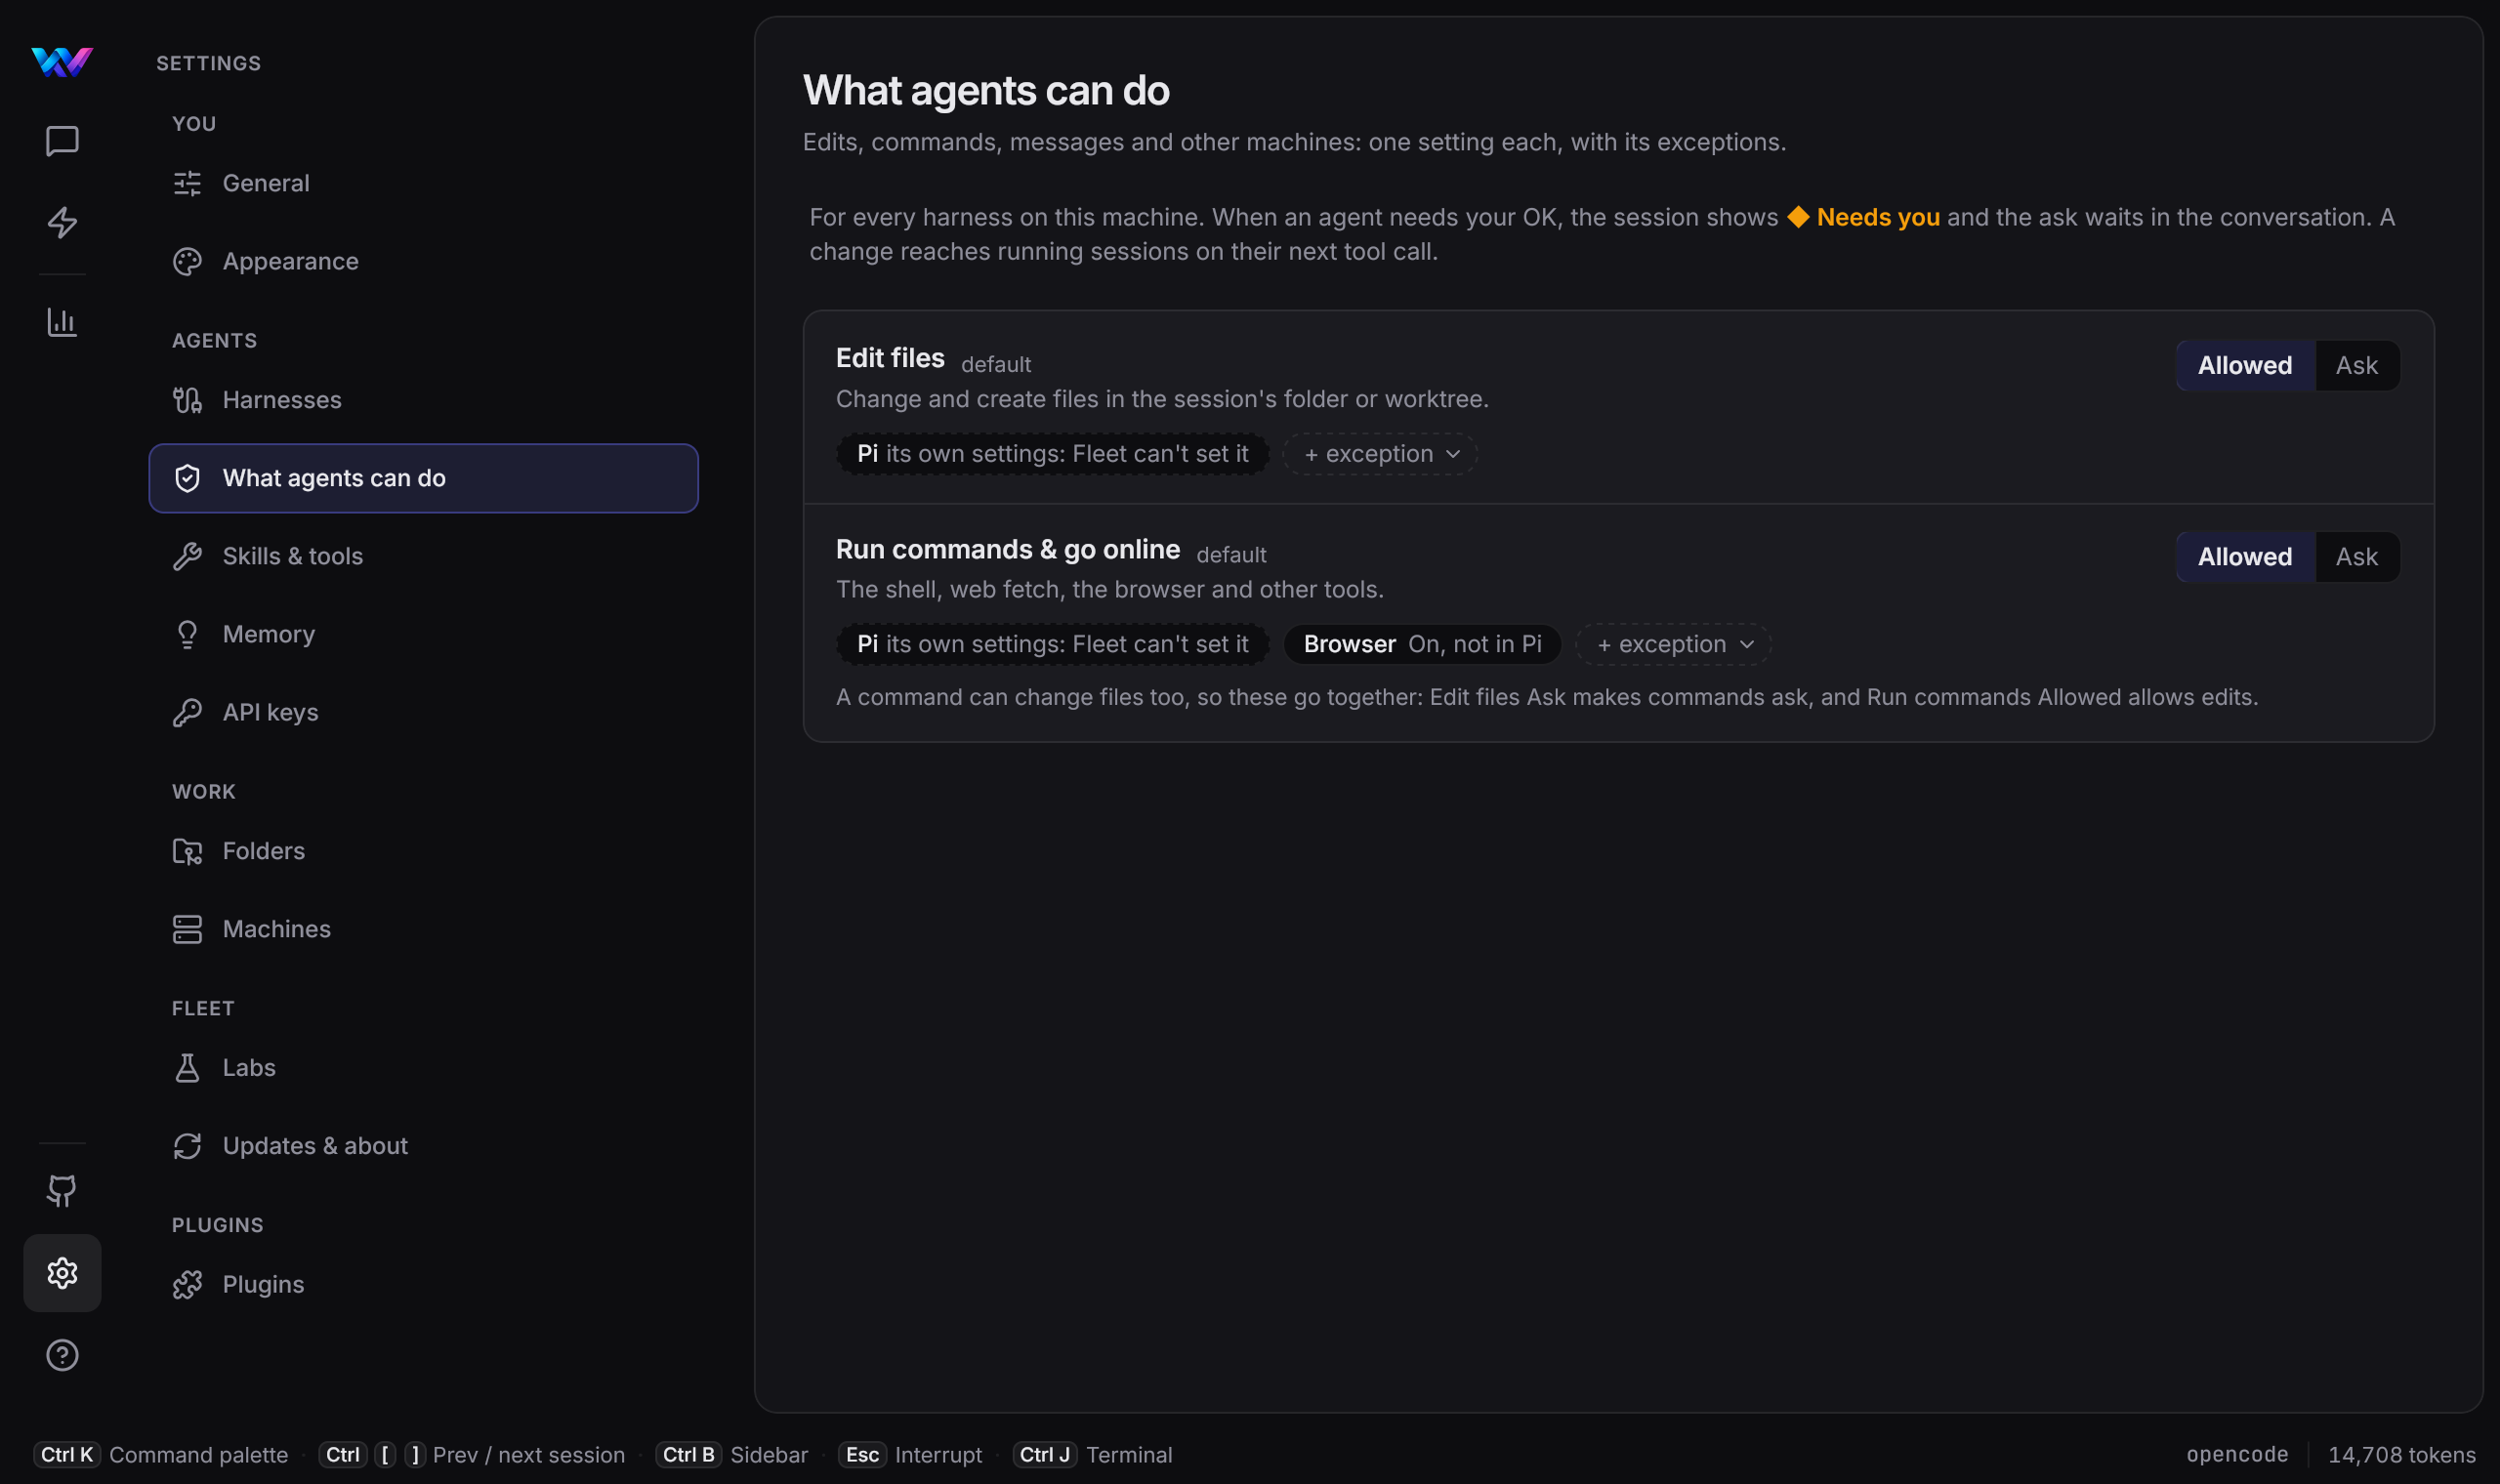 SETTINGS
YOU
General
Appearance
AGENTS
Harnesses
What agents can do
Skills & tools
Memory
API keys
WORK
Folders
Machines
FLEET
Labs
Updates & about
PLUGINS
Plugins
What agents can do
Edits, commands, messages and other machines: one setting each, with its exceptions.
For every harness on this machine. When an agent needs your OK, the session shows ◆ Needs you and the ask waits in the conversation. A
change reaches running sessions on their next tool call.
Edit files default
Allowed Ask
Change and create files in the session's folder or worktree.
Pi its own settings: Fleet can't set it + exception
Run commands & go online default
Allowed Ask
The shell, web fetch, the browser and other tools.
Pi its own settings: Fleet can't set it Browser On, not in Pi + exception
A command can change files too, so these go together: Edit files Ask makes commands ask, and Run commands Allowed allows edits.
Ctrl K Command palette · Ctrl [ ] Prev / next session · Ctrl B Sidebar · Esc Interrupt · Ctrl J Terminal
opencode 14,708 tokens